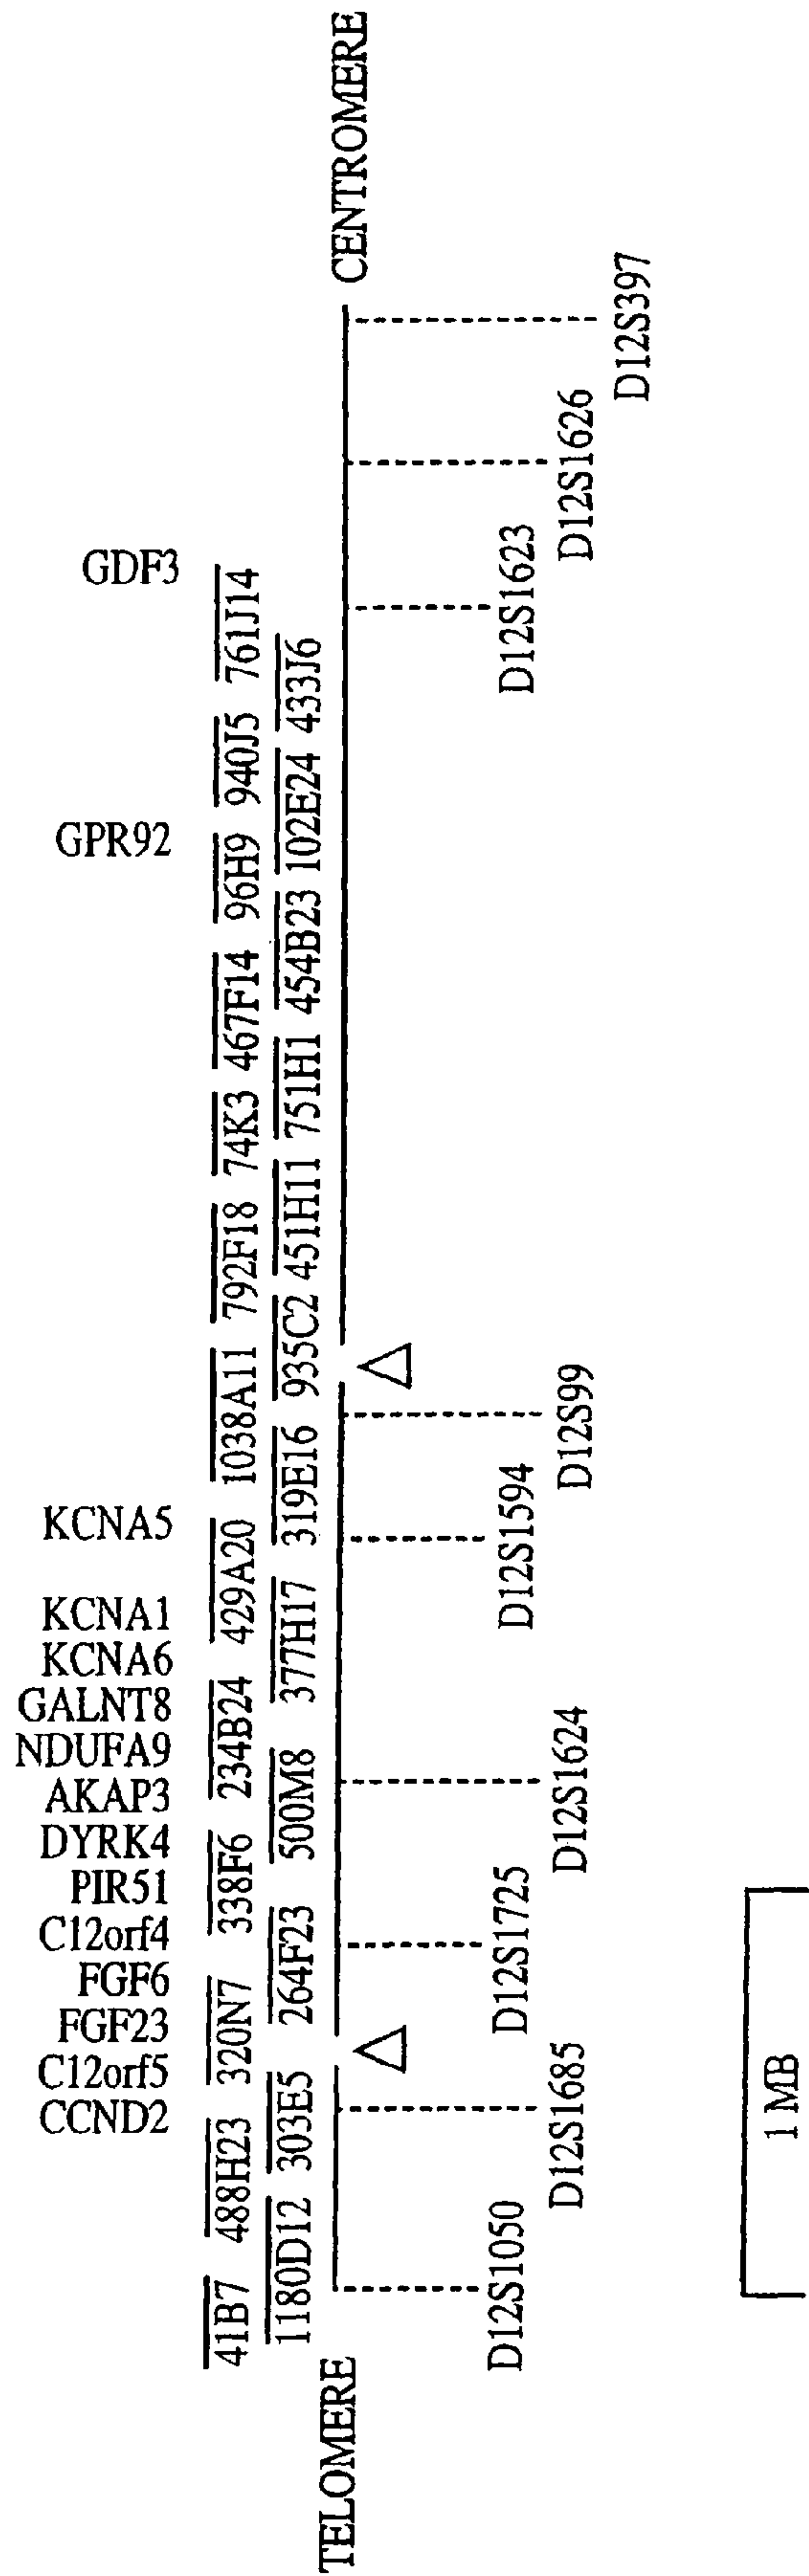 CCND2
C12orf5
FGF23
FGF6
C12orf4
PIR51
DYRK4
AKAP3
NDUFA9
GALNT8
KCNA6
KCNA1
KCNA5
GPR92
GDF3
41B7 488H23 320N7 338F6 234B24 429A20 1038A11 792F18 74K3 467F14 96H9 940J5 761J14
1180D12 303E5 264F23 500M8 377H17 319E16 935C2 451H11 751H1 454B23 102E24 433J6
TELOMERE CENTROMERE
D12S1050 D12S1725 D12S1594 D12S1623
D12S1685 D12S1624 D12S99 D12S1626
D12S397
1 MB